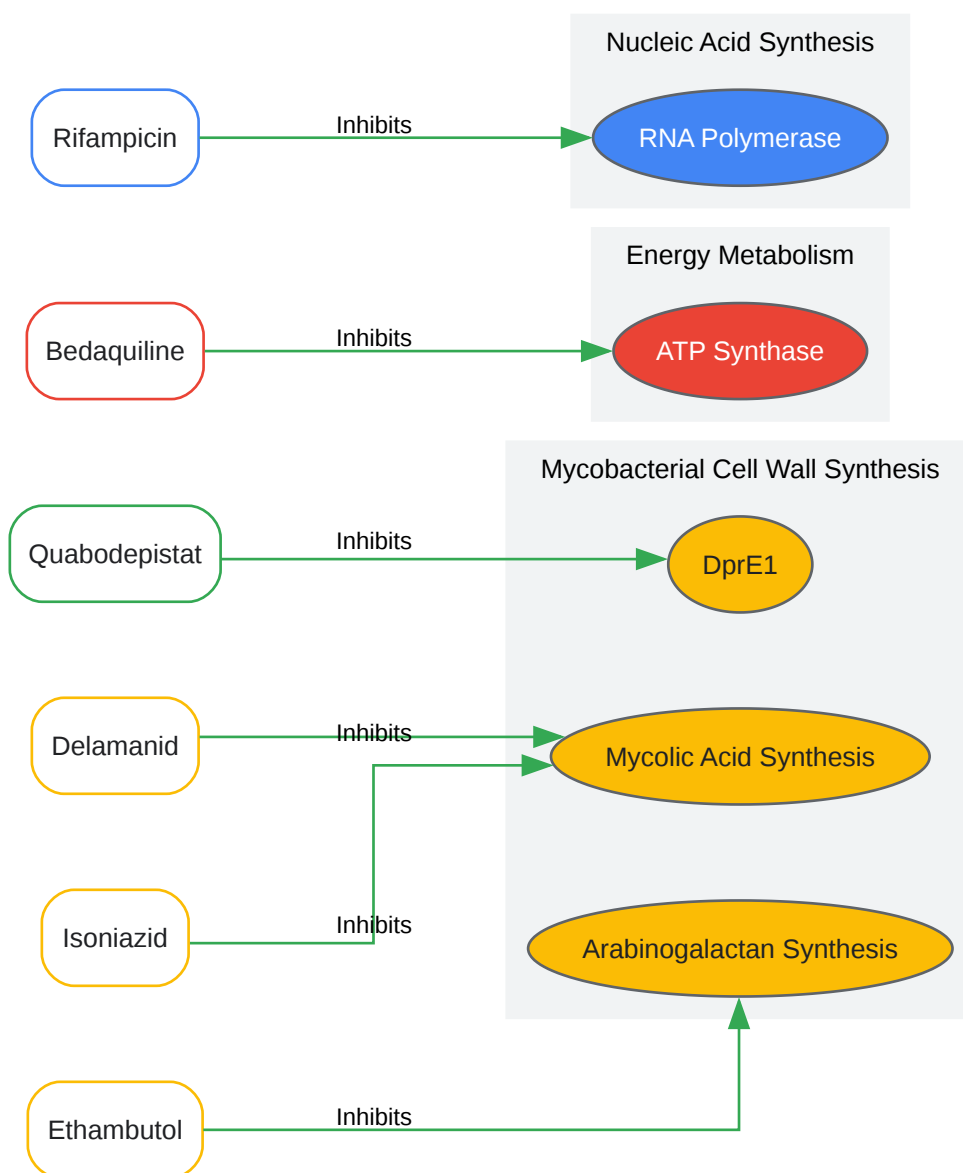 Nucleic Acid Synthesis
Rifampicin
Inhibits
RNA Polymerase
Energy Metabolism
Bedaquiline
Inhibits
ATP Synthase
Mycobacterial Cell Wall Synthesis
Quabodepistat
Inhibits
DprE1
Delamanid
Inhibits
Mycolic Acid Synthesis
Isoniazid
Inhibits
Arabinogalactan Synthesis
Ethambutol
Inhibits